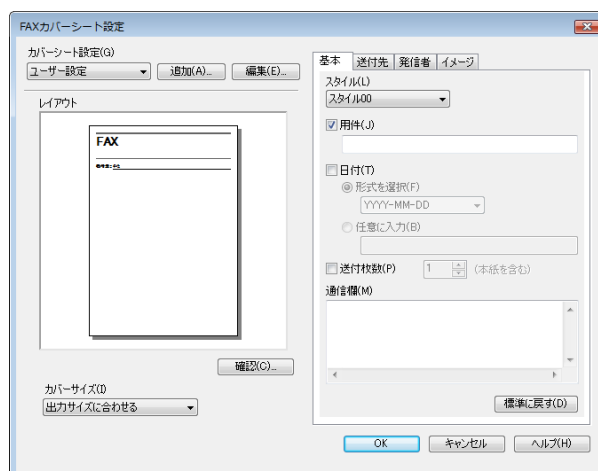 FAXカバーシート設定
カバーシート設定(G)
ユーザー設定
追加(A)...
編集(E)...
レイアウト
FAX
確認(C)...
カバーサイズ(I)
出力サイズに合わせる
基本 送付先 発信者 イメージ
スタイル(L)
スタイル00
用件(J)
日付(T)
形式を選択(F)
YYYY-MM-DD
任意に入力(B)
送付枚数(P) 1 (本紙を含む)
通信欄(M)
標準に戻す(D)
OK キャンセル ヘルプ(H)